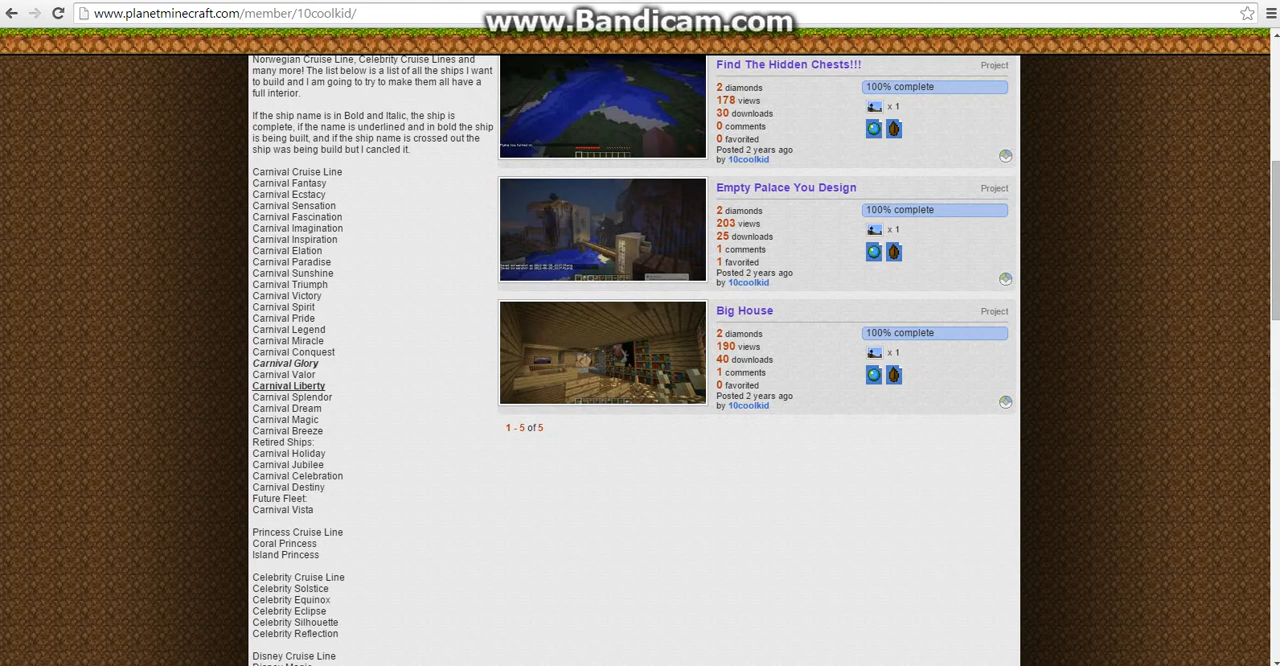 www.planetminecraft.com/member/10coolkid/
www.Bandicam.com
Norwegian Cruise Line, Celebrity Cruise Lines and
many more! The list below is a list of all the ships I want
to build and I am going to try to make them all have a
full interior.
If the ship name is in Bold and Italic, the ship is
complete, if the name is underlined and in bold the ship
is being built, and if the ship name is crossed out the
ship was being build but I cancled it.
Carnival Cruise Line
Carnival Fantasy
Carnival Ecstacy
Carnival Sensation
Carnival Fascination
Carnival Imagination
Carnival Inspiration
Carnival Elation
Carnival Paradise
Carnival Sunshine
Carnival Triumph
Carnival Victory
Carnival Spirit
Carnival Pride
Carnival Legend
Carnival Miracle
Carnival Conquest
Carnival Glory
Carnival Valor
Carnival Liberty
Carnival Splendor
Carnival Dream
Carnival Magic
Carnival Breeze
Retired Ships:
Carnival Holiday
Carnival Jubilee
Carnival Celebration
Carnival Destiny
Future Fleet:
Carnival Vista
Princess Cruise Line
Coral Princess
Island Princess
Celebrity Cruise Line
Celebrity Solstice
Celebrity Equinox
Celebrity Eclipse
Celebrity Silhouette
Celebrity Reflection
Disney Cruise Line
Disney Magic
Find The Hidden Chests!!! Project
2 diamonds 100% complete
178 views
30 downloads x 1
0 comments
0 favorited
Posted 2 years ago
by 10coolkid
Empty Palace You Design Project
2 diamonds 100% complete
203 views
25 downloads x 1
1 comments
1 favorited
Posted 2 years ago
by 10coolkid
Big House Project
2 diamonds 100% complete
190 views
40 downloads x 1
1 comments
0 favorited
Posted 2 years ago
by 10coolkid
1 - 5 of 5